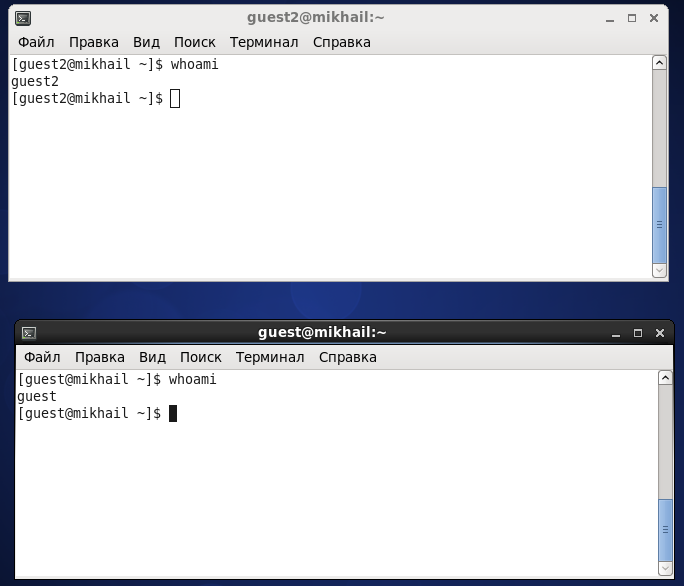 guest2@mikhail:~
Файл Правка Вид Поиск Терминал Справка
[guest2@mikhail ~]$ whoami
guest2
[guest2@mikhail ~]$
guest@mikhail:~
Файл Правка Вид Поиск Терминал Справка
[guest@mikhail ~]$ whoami
guest
[guest@mikhail ~]$